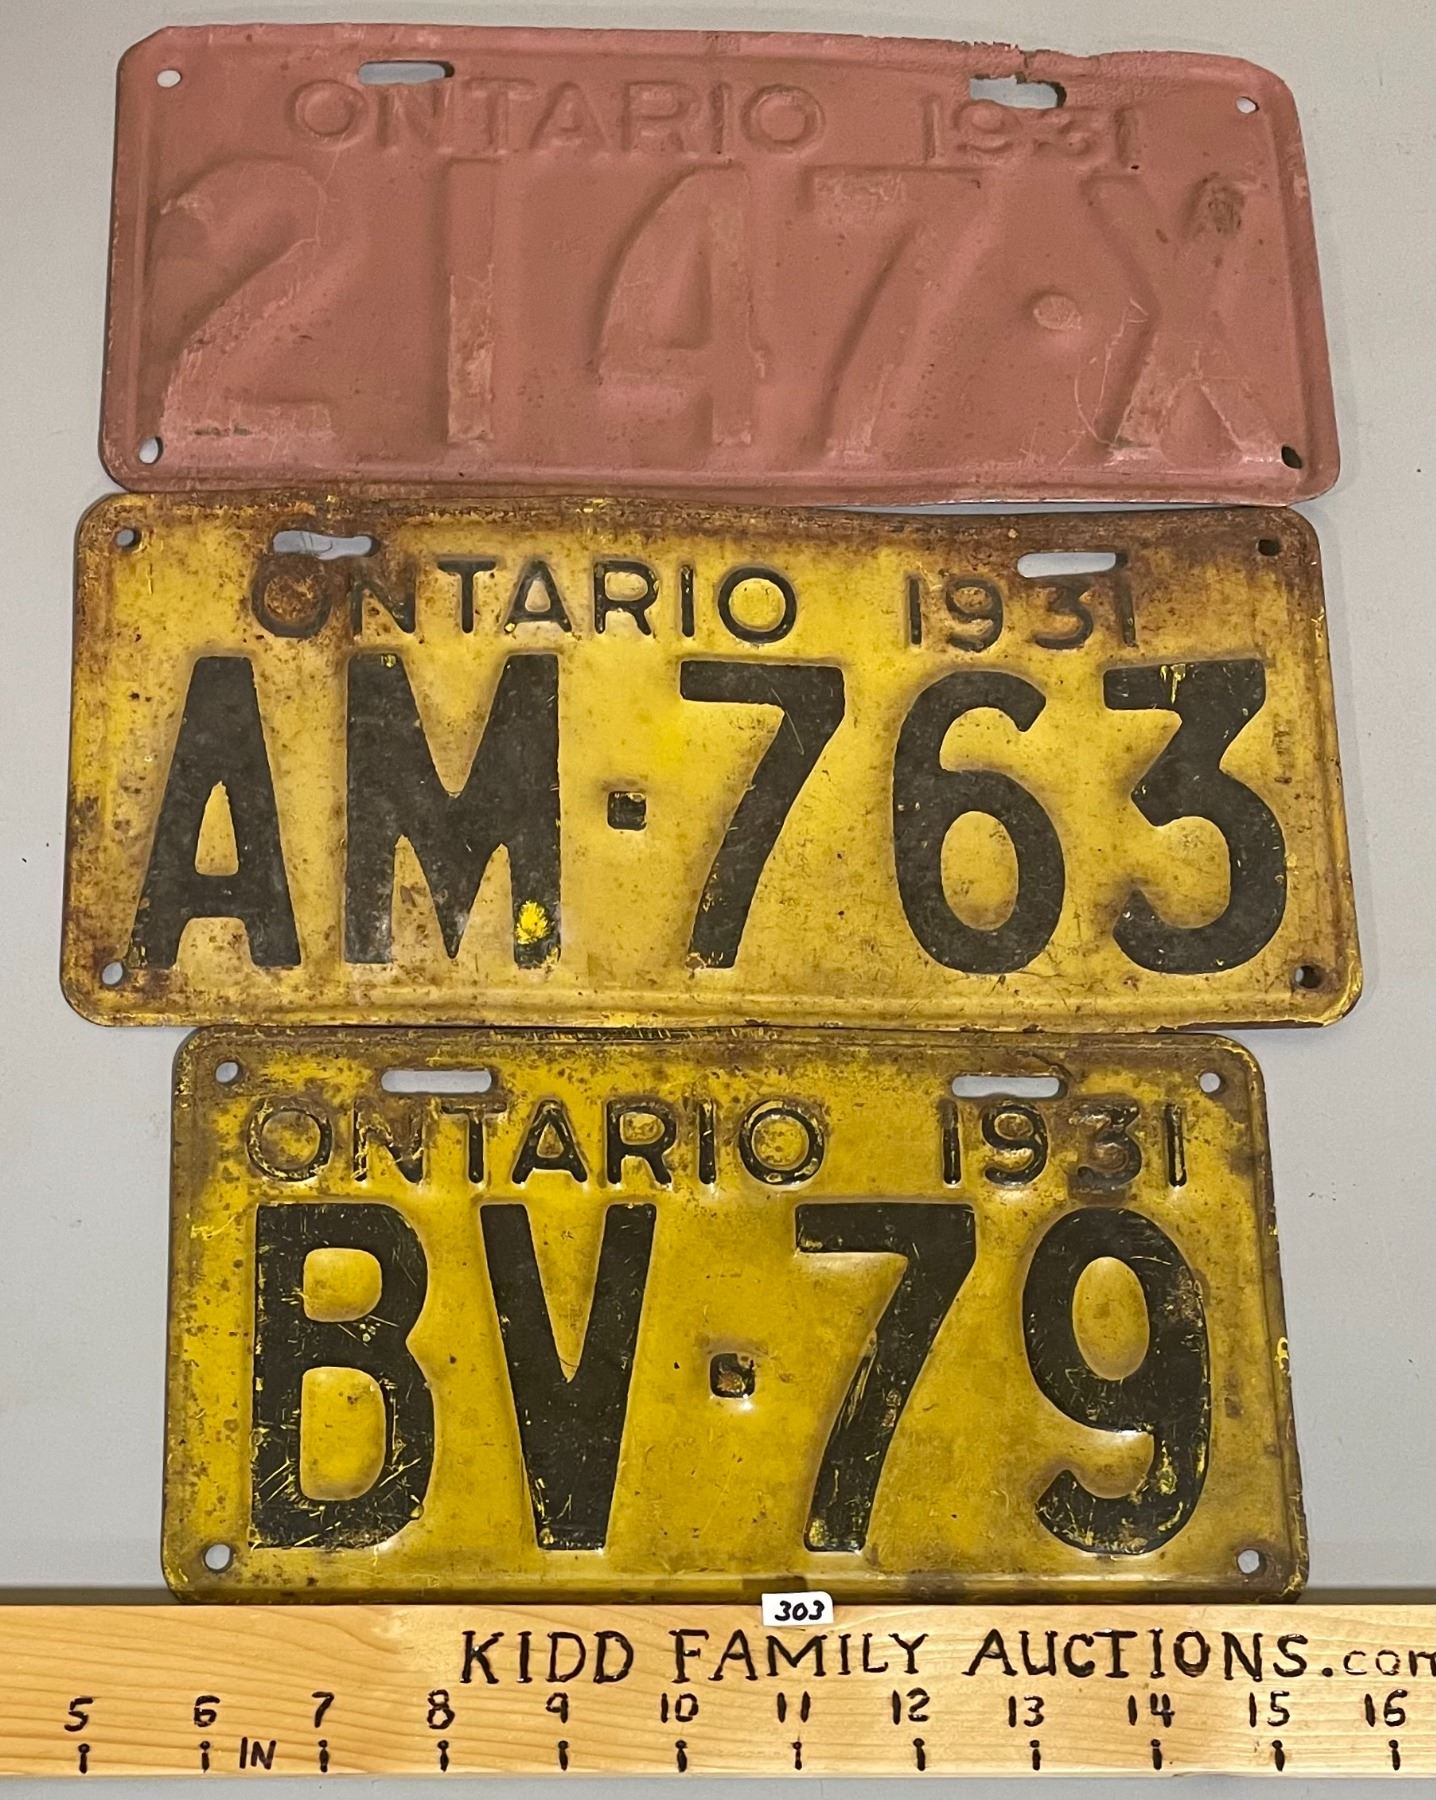 ONTARIO 1931
2147·X
ONTARIO 1931
AM·763
ONTARIO 1931
BV·79
303
KIDD FAMILY AUCTIONS.com
5 6 7 8 9 10 11 12 13 14 15 16
IN